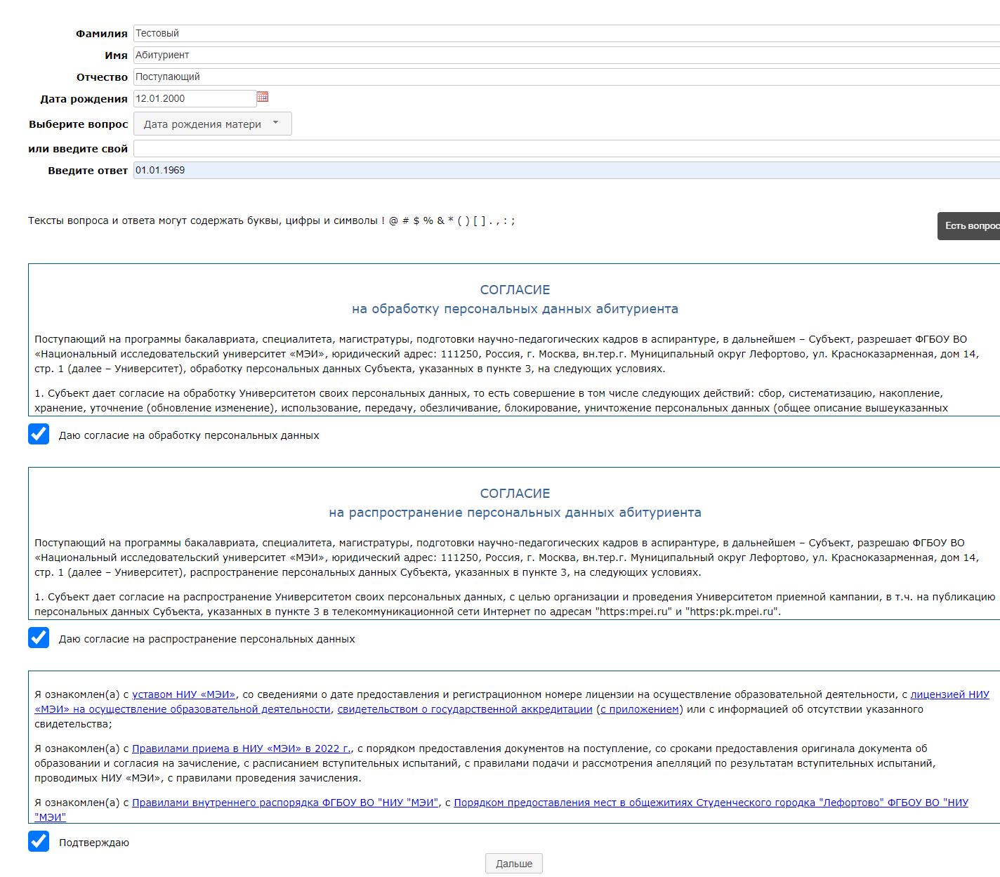 Фамилия Тестовый
Имя Абитуриент
Отчество Поступающий
Дата рождения 12.01.2000
Выберите вопрос Дата рождения матери
или введите свой
Введите ответ 01.01.1969
Тексты вопроса и ответа могут содержать буквы, цифры и символы ! @ # $ % & * ( ) [ ] . , : ;
Есть вопрос
СОГЛАСИЕ
на обработку персональных данных абитуриента
Поступающий на программы бакалавриата, специалитета, магистратуры, подготовки научно-педагогических кадров в аспирантуре, в дальнейшем – Субъект, разрешает ФГБОУ ВО
«Национальный исследовательский университет «МЭИ», юридический адрес: 111250, Россия, г. Москва, вн.тер.г. Муниципальный округ Лефортово, ул. Красноказарменная, дом 14,
стр. 1 (далее – Университет), обработку персональных данных Субъекта, указанных в пункте 3, на следующих условиях.
1. Субъект дает согласие на обработку Университетом своих персональных данных, то есть совершение в том числе следующих действий: сбор, систематизацию, накопление,
хранение, уточнение (обновление изменение), использование, передачу, обезличивание, блокирование, уничтожение персональных данных (общее описание вышеуказанных
Даю согласие на обработку персональных данных
СОГЛАСИЕ
на распространение персональных данных абитуриента
Поступающий на программы бакалавриата, специалитета, магистратуры, подготовки научно-педагогических кадров в аспирантуре, в дальнейшем – Субъект, разрешаю ФГБОУ ВО
«Национальный исследовательский университет «МЭИ», юридический адрес: 111250, Россия, г. Москва, вн.тер.г. Муниципальный округ Лефортово, ул. Красноказарменная, дом 14,
стр. 1 (далее – Университет), распространение персональных данных Субъекта, указанных в пункте 3, на следующих условиях.
1. Субъект дает согласие на распространение Университетом своих персональных данных, с целью организации и проведения Университетом приемной кампании, в т.ч. на публикацию
персональных данных Субъекта, указанных в пункте 3 в телекоммуникационной сети Интернет по адресам "https:mpei.ru" и "https:pk.mpei.ru".
Даю согласие на распространение персональных данных
Я ознакомлен(а) с уставом НИУ «МЭИ», со сведениями о дате предоставления и регистрационном номере лицензии на осуществление образовательной деятельности, с лицензией НИУ
«МЭИ» на осуществление образовательной деятельности, свидетельством о государственной аккредитации (с приложением) или с информацией об отсутствии указанного
свидетельства;
Я ознакомлен(а) с Правилами приема в НИУ «МЭИ» в 2022 г., с порядком предоставления документов на поступление, со сроками предоставления оригинала документа об
образовании и согласия на зачисление, с расписанием вступительных испытаний, с правилами подачи и рассмотрения апелляций по результатам вступительных испытаний,
проводимых НИУ «МЭИ», с правилами проведения зачисления.
Я ознакомлен(а) с Правилами внутреннего распорядка ФГБОУ ВО "НИУ "МЭИ", с Порядком предоставления мест в общежитиях Студенческого городка "Лефортово" ФГБОУ ВО "НИУ
"МЭИ"
Подтверждаю
Дальше